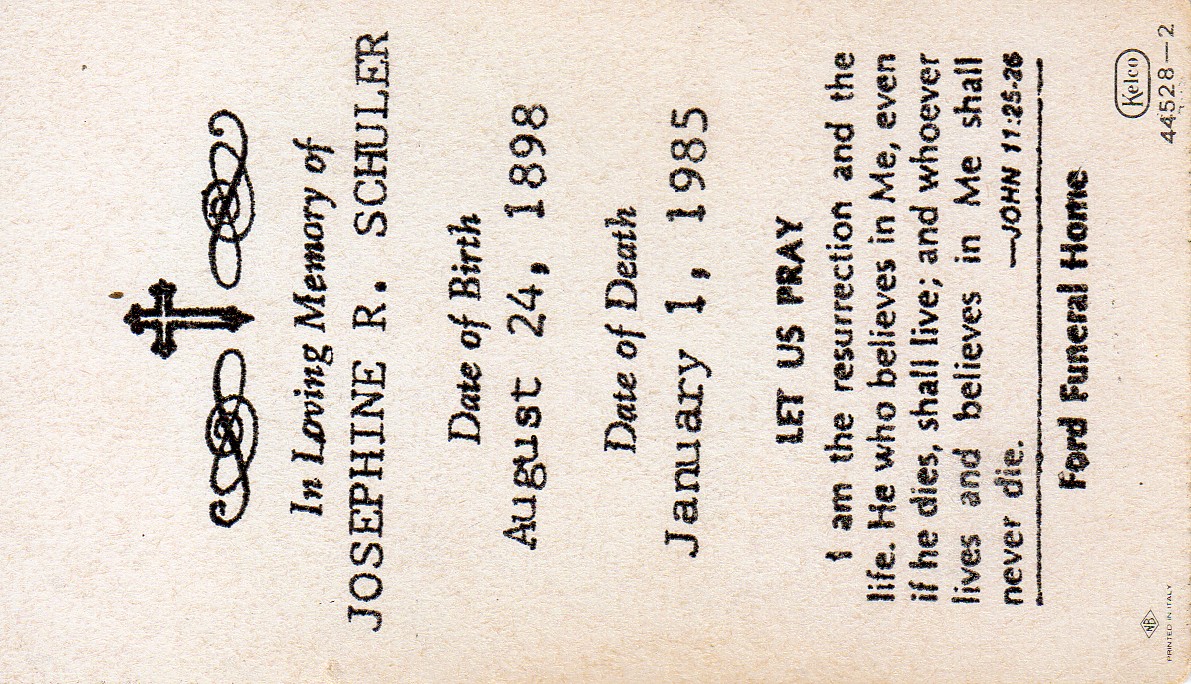 In Loving Memory of
JOSEPHINE R. SCHULER
Date of Birth
August 24, 1898
Date of Death
January 1, 1985
LET US PRAY
I am the resurrection and the
life. He who believes in Me, even
if he dies, shall live; and whoever
lives and believes in Me shall
never die.
—JOHN 11:25-26
Ford Funeral Home
NB
PRINTED IN ITALY
Kelco
44528—2